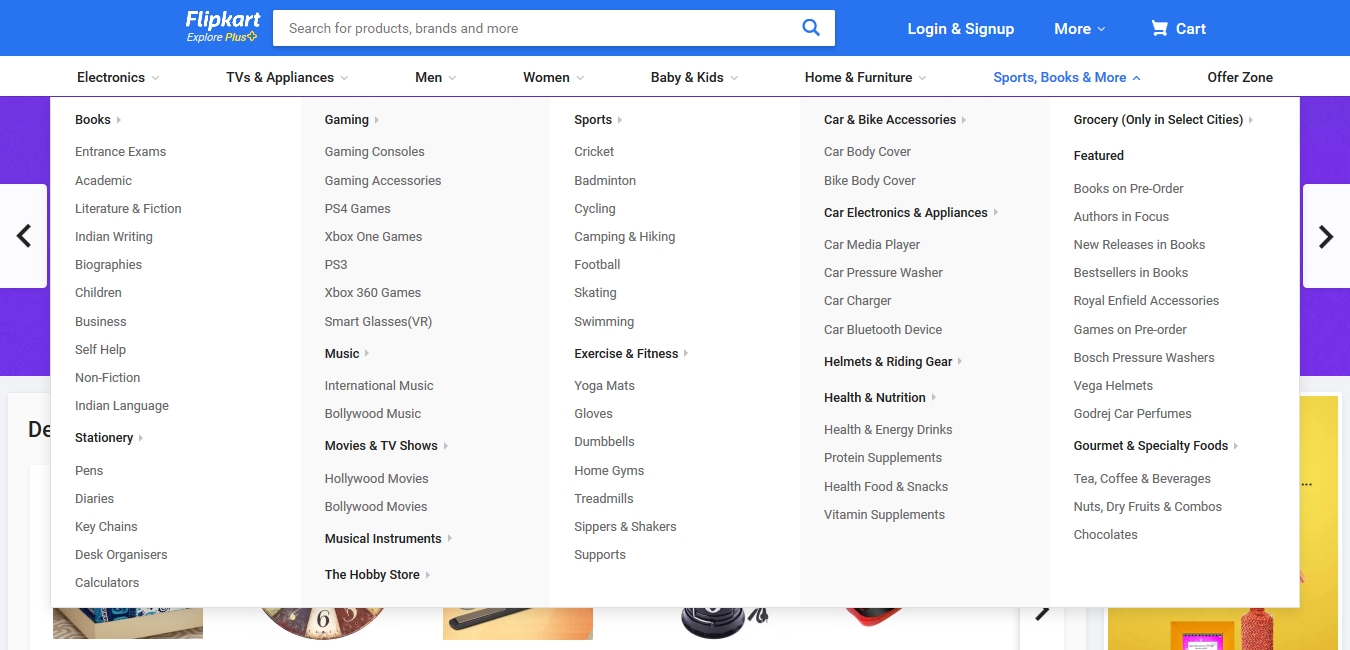 Flipkart
Explore Plus
Search for products, brands and more
Login & Signup
More
Cart
Electronics
TVs & Appliances
Men
Women
Baby & Kids
Home & Furniture
Sports, Books & More
Offer Zone
Books
Entrance Exams
Academic
Literature & Fiction
Indian Writing
Biographies
Children
Business
Self Help
Non-Fiction
Indian Language
Stationery
Pens
Diaries
Key Chains
Desk Organisers
Calculators
Gaming
Gaming Consoles
Gaming Accessories
PS4 Games
Xbox One Games
PS3
Xbox 360 Games
Smart Glasses(VR)
Music
International Music
Bollywood Music
Movies & TV Shows
Hollywood Movies
Bollywood Movies
Musical Instruments
The Hobby Store
Sports
Cricket
Badminton
Cycling
Camping & Hiking
Football
Skating
Swimming
Exercise & Fitness
Yoga Mats
Gloves
Dumbbells
Home Gyms
Treadmills
Sippers & Shakers
Supports
Car & Bike Accessories
Car Body Cover
Bike Body Cover
Car Electronics & Appliances
Car Media Player
Car Pressure Washer
Car Charger
Car Bluetooth Device
Helmets & Riding Gear
Health & Nutrition
Health & Energy Drinks
Protein Supplements
Health Food & Snacks
Vitamin Supplements
Grocery (Only in Select Cities)
Featured
Books on Pre-Order
Authors in Focus
New Releases in Books
Bestsellers in Books
Royal Enfield Accessories
Games on Pre-order
Bosch Pressure Washers
Vega Helmets
Godrej Car Perfumes
Gourmet & Specialty Foods
Tea, Coffee & Beverages
Nuts, Dry Fruits & Combos
Chocolates
De
...
6